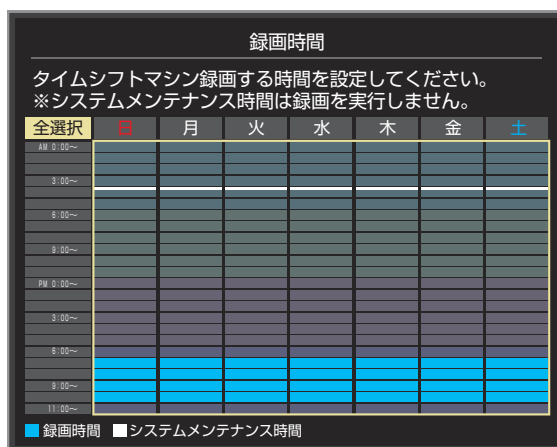 録画時間
タイムシフトマシン録画する時間を設定してください。
※システムメンテナンス時間は録画を実行しません。
全選択 日 月 火 水 木 金 土
AM 0:00～
3:00～
6:00～
9:00～
PM 0:00～
3:00～
6:00～
9:00～
11:00～
録画時間 システムメンテナンス時間